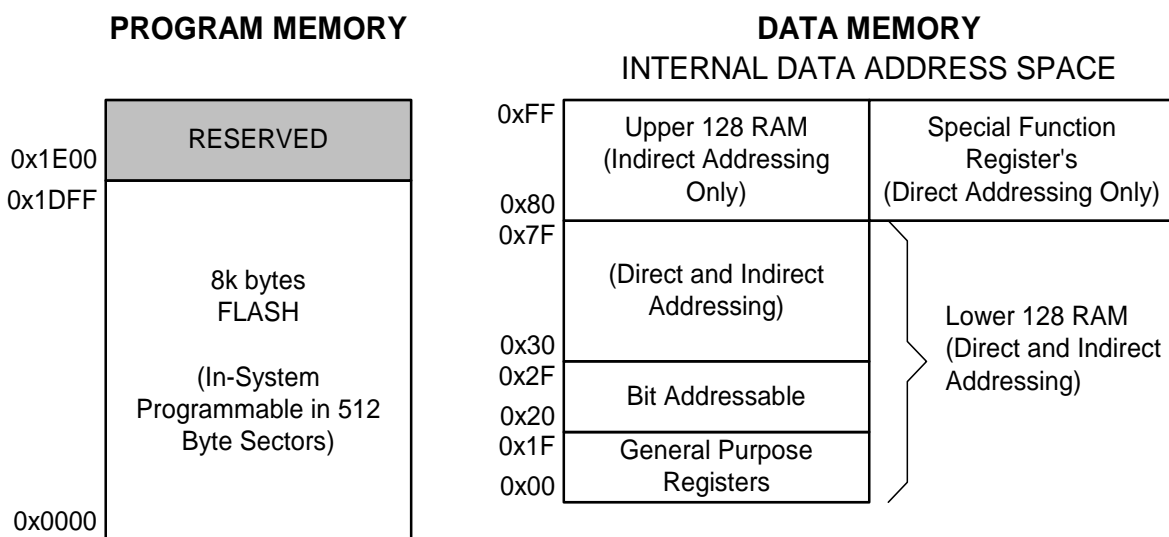 PROGRAM MEMORY
RESERVED
0x1E00
0x1DFF
8k bytes
FLASH
(In-System
Programmable in 512
Byte Sectors)
0x0000
DATA MEMORY
INTERNAL DATA ADDRESS SPACE
0xFF
Upper 128 RAM
(Indirect Addressing
Only)
0x80
Special Function
Register's
(Direct Addressing Only)
0x7F
(Direct and Indirect
Addressing)
0x30
0x2F
Bit Addressable
0x20
0x1F
General Purpose
Registers
0x00
Lower 128 RAM
(Direct and Indirect
Addressing)